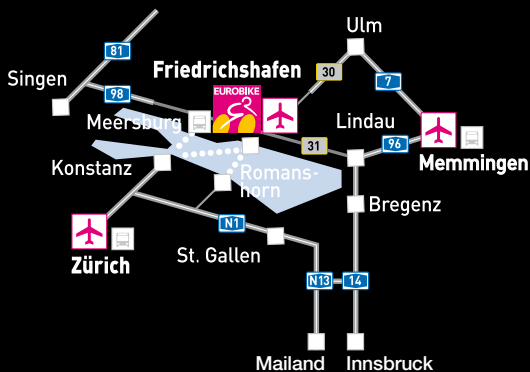 Ulm
81
Friedrichshafen
30
Singen
98
EUROBIKE
7
Meersburg
Lindau
31
96
Memmingen
Konstanz
Romans-
horn
Bregenz
N1
Zürich
St. Gallen
N13
14
Mailand
Innsbruck